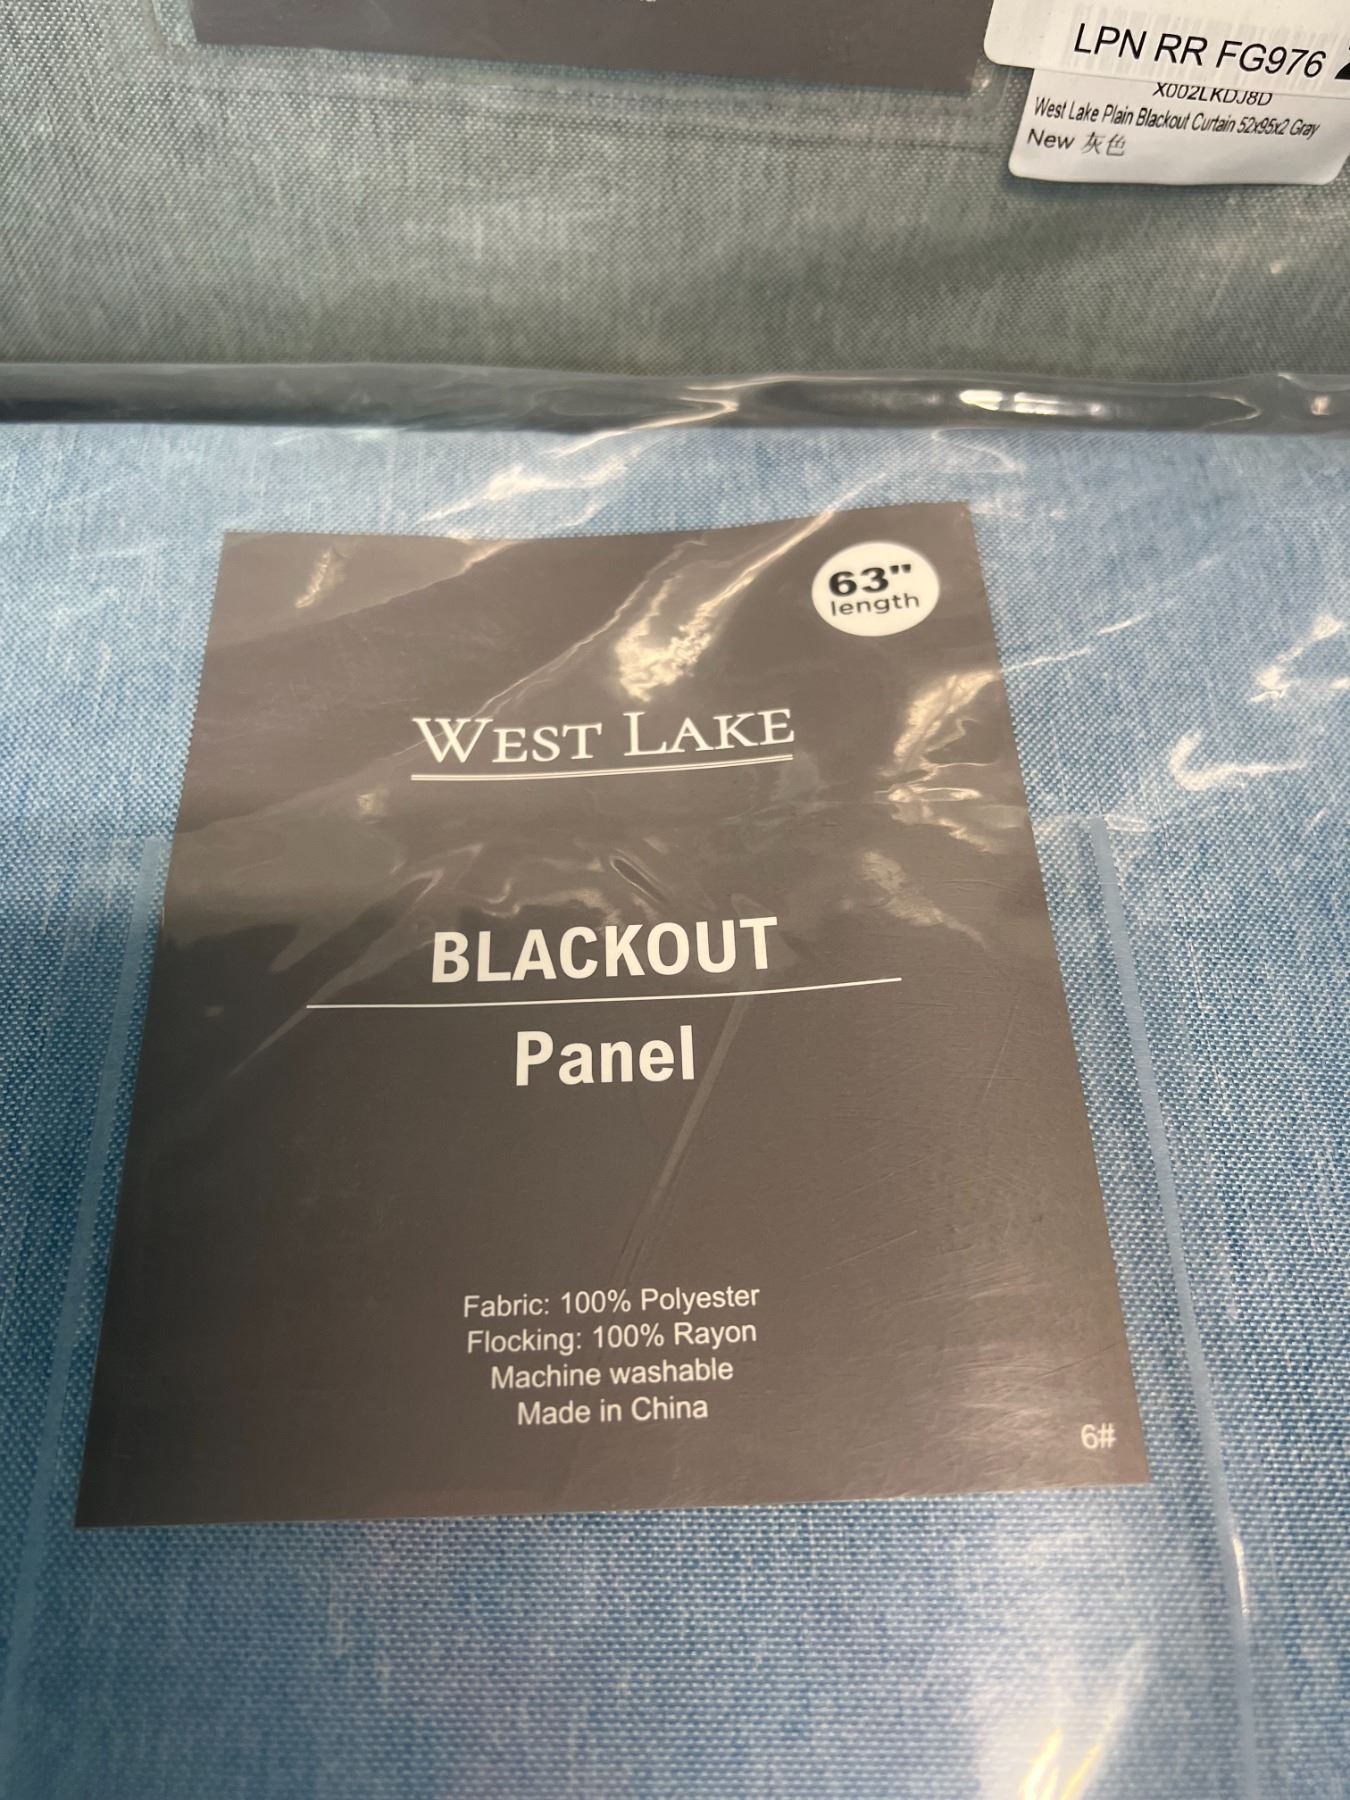 LPN RR FG976
X002LKDJ8D
West Lake Plain Blackout Curtain 52x95x2 Gray
New 灰色
63"
length
WEST LAKE
BLACKOUT
Panel
Fabric: 100% Polyester
Flocking: 100% Rayon
Machine washable
Made in China
6#